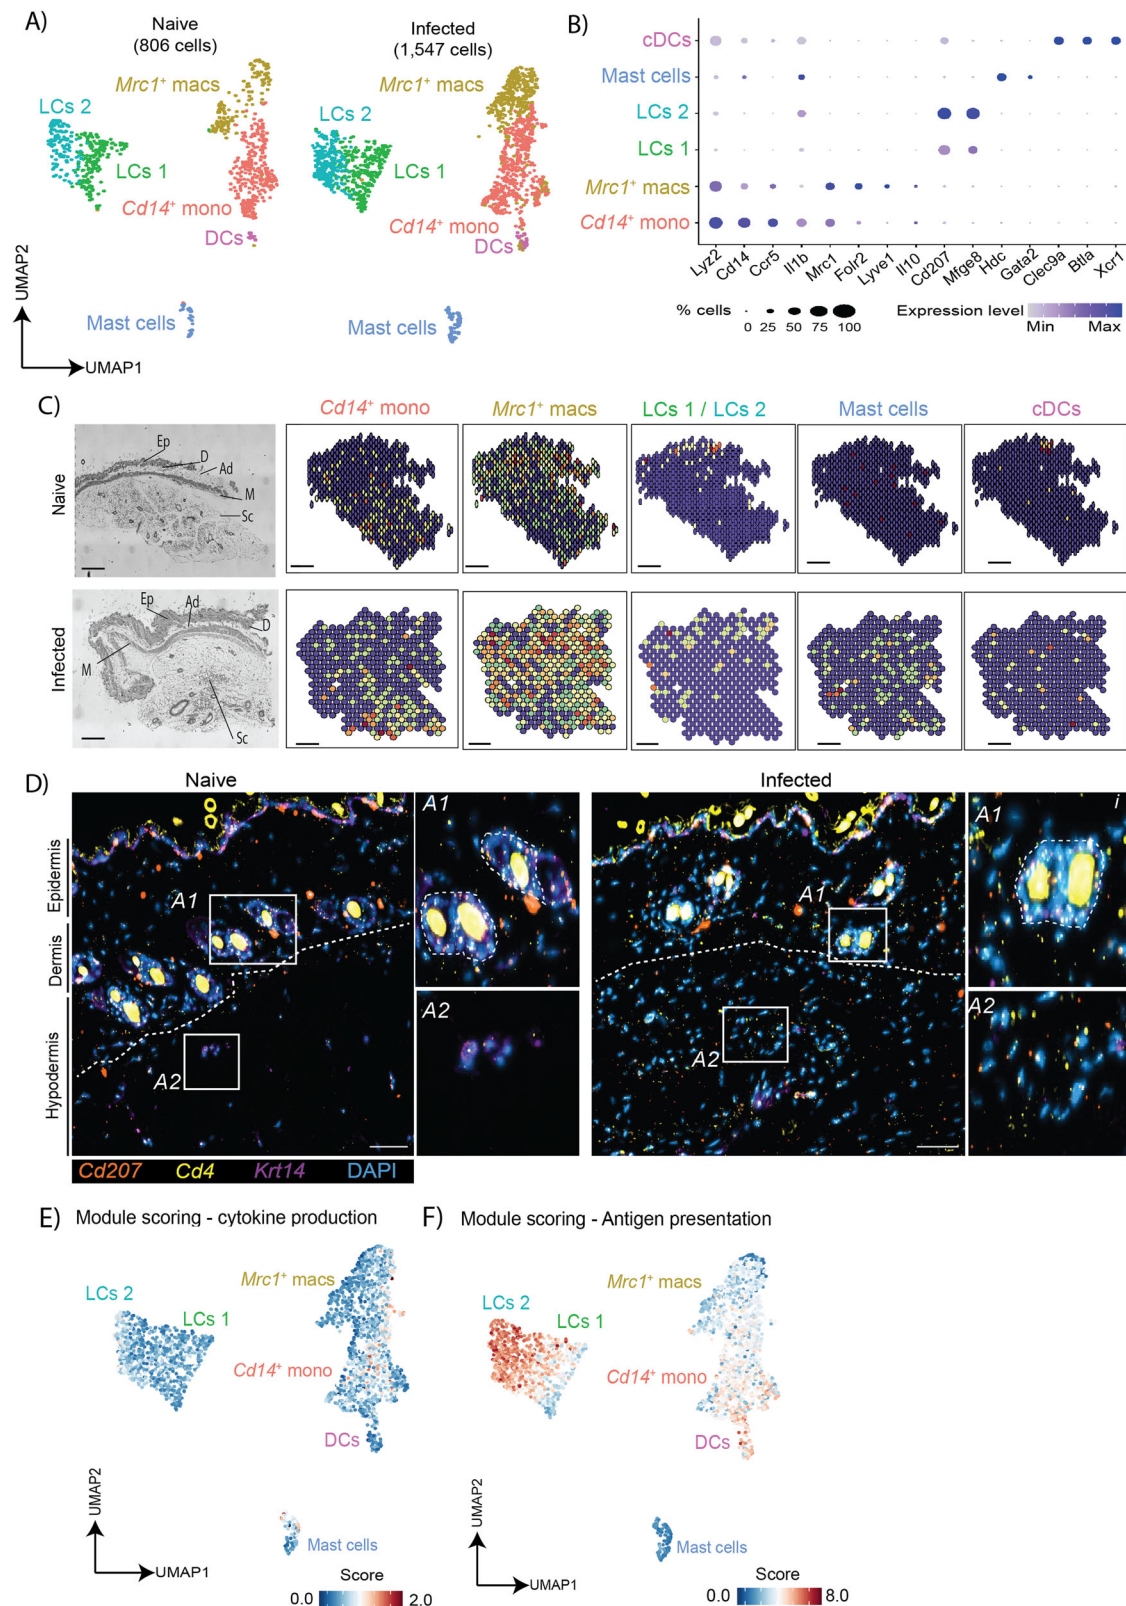 A)
Naive
(806 cells)
Infected
(1,547 cells)
Mrc1+ macs
LCs 2
LCs 1
Cd14+ mono
DCs
Mast cells
Mrc1+ macs
LCs 2
LCs 1
Cd14+ mono
DCs
Mast cells
UMAP2
UMAP1
B)
cDCs
Mast cells
LCs 2
LCs 1
Mrc1+ macs
Cd14+ mono
Lyz2 Cd14 Ccr5 Il1b Mrc1 Folr2 Lyve1 Il10 Cd207 Mfge8 Hdc Gata2 Clec9a Btla Xcr1
% cells
0 25 50 75 100
Expression level
Min Max
C)
Cd14+ mono Mrc1+ macs LCs 1 / LCs 2 Mast cells cDCs
Naive
Ep
D
Ad
M
Sc
Infected
Ep
Ad
D
M
Sc
D)
Naive
Infected
Epidermis
Dermis
Hypodermis
A1
A2
A1
A2
A1
A2
A1
i
A2
Cd207 Cd4 Krt14 DAPI
E) Module scoring - cytokine production
Mrc1+ macs
LCs 2
LCs 1
Cd14+ mono
DCs
Mast cells
UMAP2
UMAP1
Score
0.0 2.0
F) Module scoring - Antigen presentation
Mrc1+ macs
LCs 2
LCs 1
Cd14+ mono
DCs
Mast cells
UMAP2
UMAP1
Score
0.0 8.0